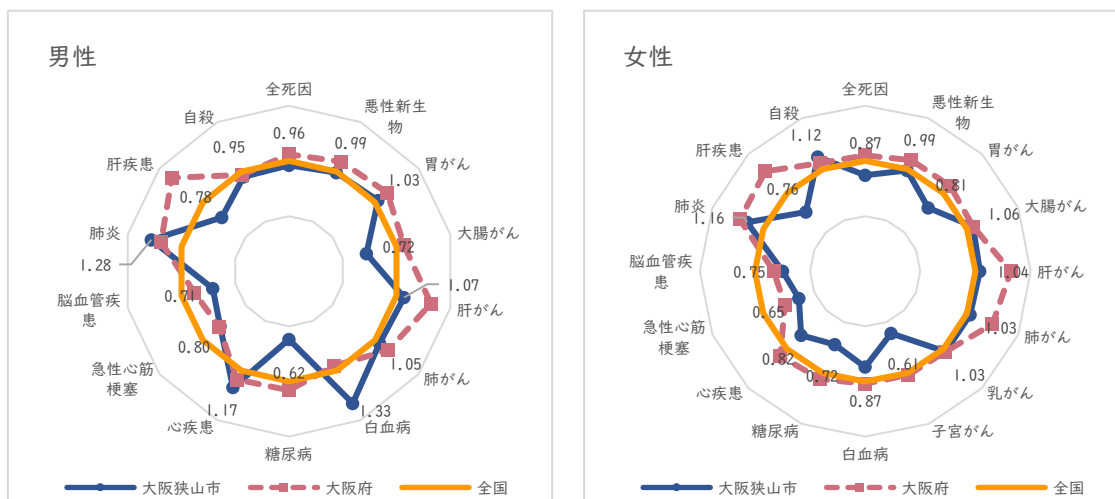 男性
全死因
悪性新生
物
胃がん
大腸がん
肝がん
肺がん
白血病
糖尿病
心疾患
急性心筋
梗塞
脳血管疾
患
肺炎
肝疾患
自殺
0.96
0.99
1.03
0.72
1.07
1.05
1.33
0.62
1.17
0.80
0.71
1.28
0.78
0.95
大阪狭山市
大阪府
全国
女性
全死因
悪性新生
物
胃がん
大腸がん
肝がん
肺がん
乳がん
子宮がん
白血病
糖尿病
心疾患
急性心筋
梗塞
脳血管疾
患
肺炎
肝疾患
自殺
0.87
0.99
0.81
1.06
1.04
1.03
1.03
0.61
0.87
0.72
0.82
0.65
0.75
1.16
0.76
1.12
大阪狭山市
大阪府
全国